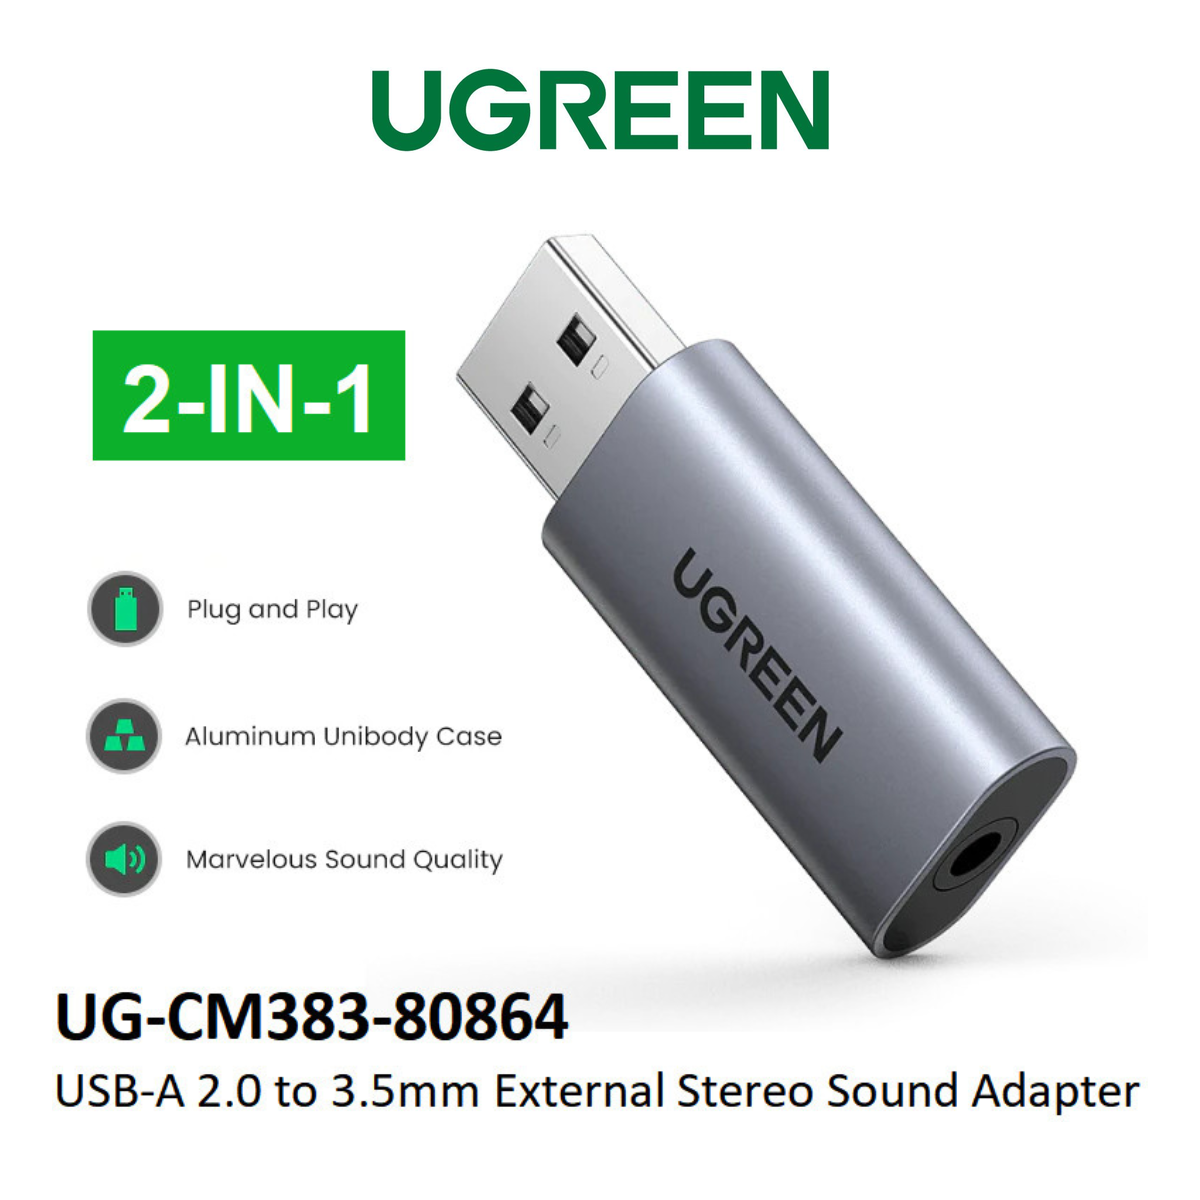 UGREEN
2-IN-1
Plug and Play
Aluminum Unibody Case
Marvelous Sound Quality
UGREEN
UG-CM383-80864
USB-A 2.0 to 3.5mm External Stereo Sound Adapter